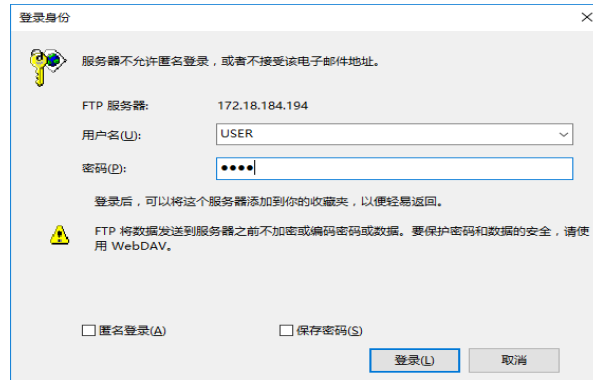 登录身份
服务器不允许匿名登录，或者不接受该电子邮件地址。
FTP 服务器: 172.18.184.194
用户名(U): USER
密码(P): ●●●●
登录后，可以将这个服务器添加到你的收藏夹，以便轻易返回。
FTP 将数据发送到服务器之前不加密或编码密码或数据。要保护密码和数据的安全，请使
用 WebDAV。
匿名登录(A) 保存密码(S)
登录(L) 取消